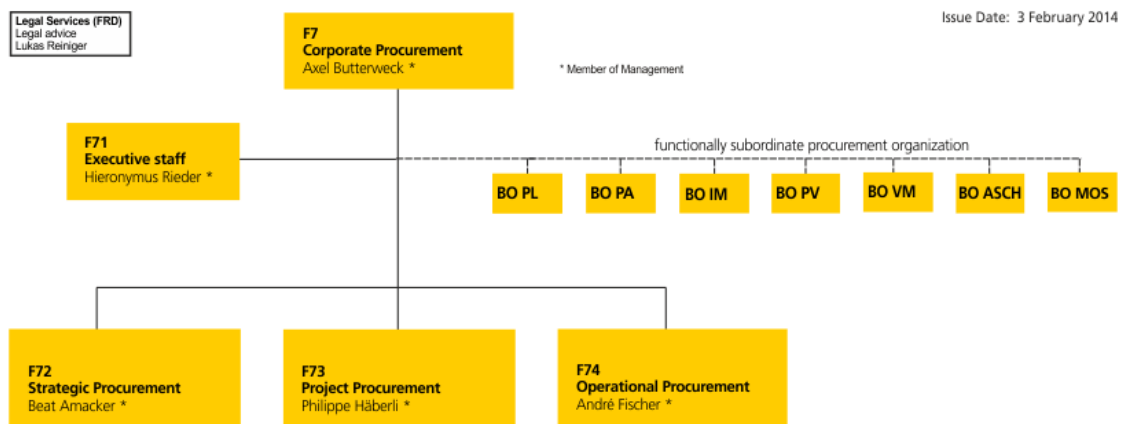 Legal Services (FRD)
Legal advice
Lukas Reiniger
Issue Date: 3 February 2014
F7
Corporate Procurement
Axel Butterweck *
* Member of Management
F71
Executive staff
Hieronymus Rieder *
functionally subordinate procurement organization
BO PL
BO PA
BO IM
BO PV
BO VM
BO ASCH
BO MOS
F72
Strategic Procurement
Beat Amacker *
F73
Project Procurement
Philippe Häberli *
F74
Operational Procurement
André Fischer *